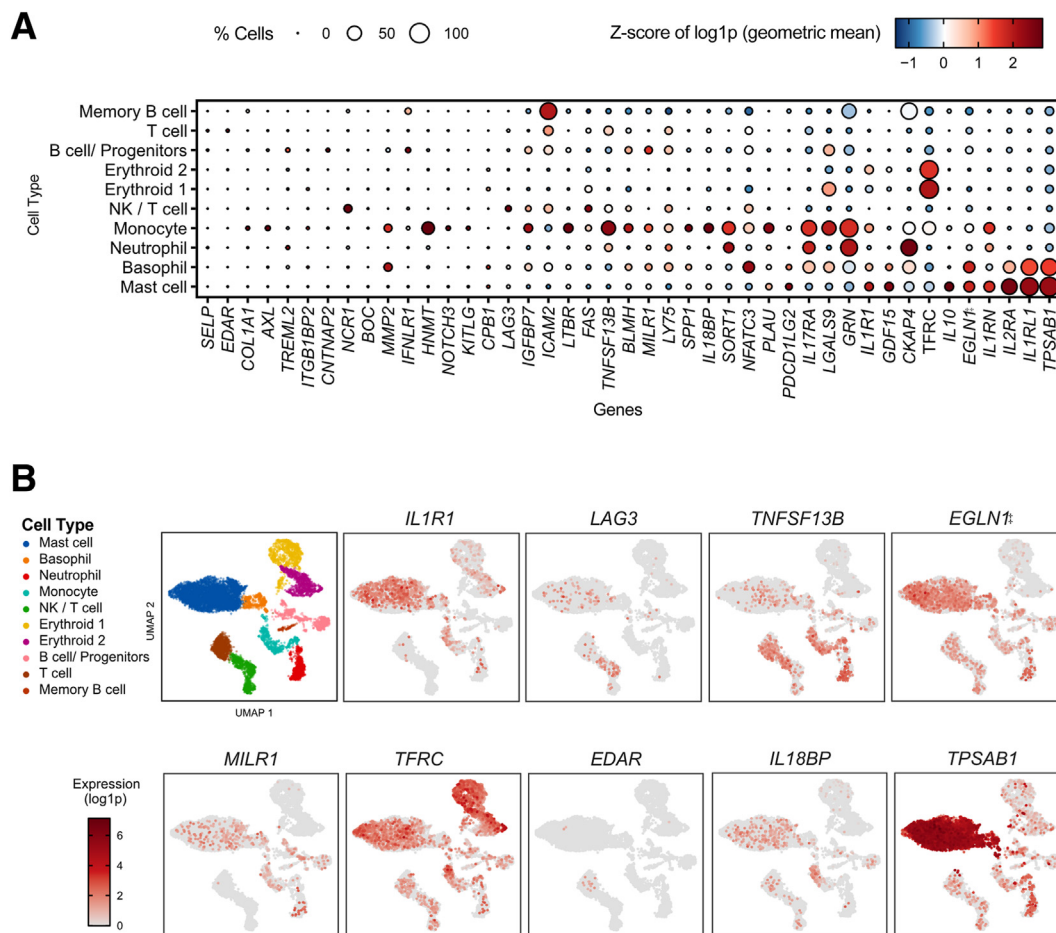 A
% Cells 0 50 100
Z-score of log1p (geometric mean)
−1 0 1 2
Cell Type
Memory B cell
T cell
B cell/ Progenitors
Erythroid 2
Erythroid 1
NK / T cell
Monocyte
Neutrophil
Basophil
Mast cell
SELP
EDAR
COL1A1
AXL
TREML2
ITGB1BP2
CNTNAP2
NCR1
BOC
MMP2
IFNLR1
HNMT
NOTCH3
KITLG
CPB1
LAG3
IGFBP7
ICAM2
LTBR
FAS
TNFSF13B
BLMH
MILR1
LY75
SPP1
IL18BP
SORT1
NFATC3
PLAU
PDCD1LG2
IL17RA
LGALS9
GRN
IL1R1
GDF15
CKAP4
TFRC
IL10
EGLN1‡
IL1RN
IL2RA
IL1RL1
TPSAB1
Genes
B
Cell Type
Mast cell
Basophil
Neutrophil
Monocyte
NK / T cell
Erythroid 1
Erythroid 2
B cell/ Progenitors
T cell
Memory B cell
UMAP 2
UMAP 1
IL1R1
LAG3
TNFSF13B
EGLN1‡
Expression
(log1p)
6
4
2
0
MILR1
TFRC
EDAR
IL18BP
TPSAB1